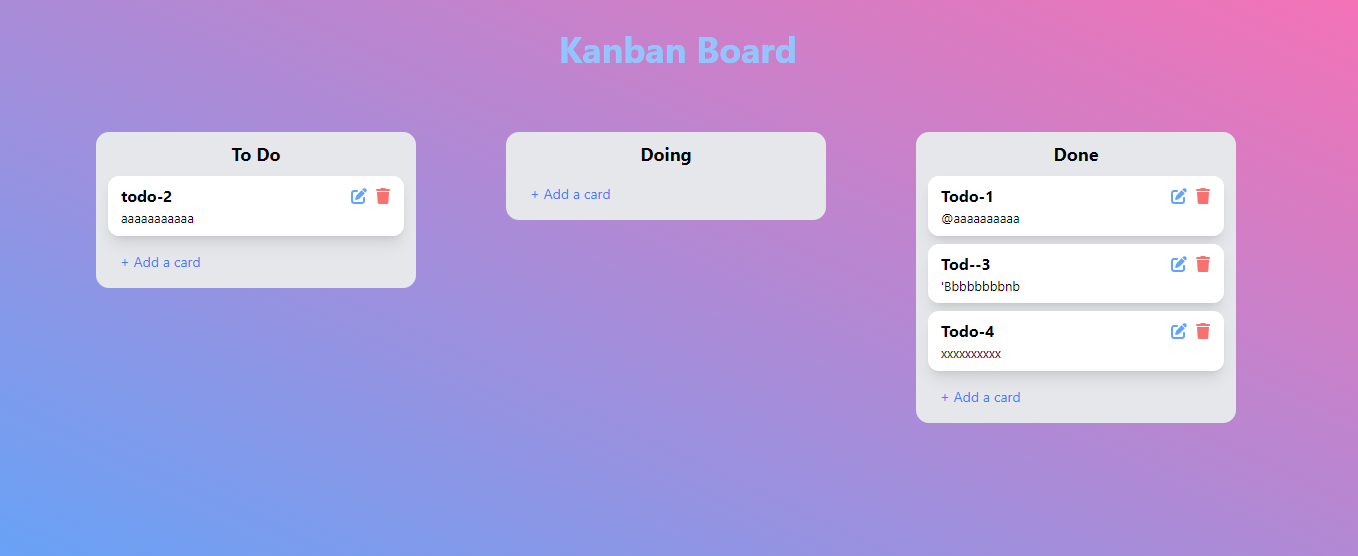 Kanban Board
To Do
todo-2
aaaaaaaaaaa
+ Add a card
Doing
+ Add a card
Done
Todo-1
@aaaaaaaaaa
Tod--3
'Bbbbbbbbnb
Todo-4
xxxxxxxxxx
+ Add a card